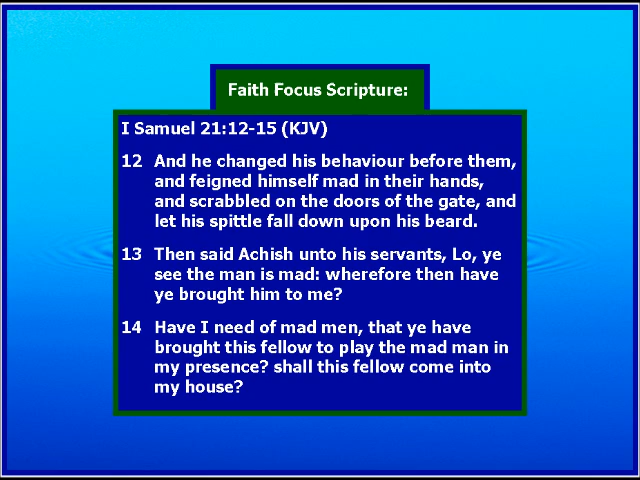 Faith Focus Scripture:
I Samuel 21:12-15 (KJV)
12 And he changed his behaviour before them,
and feigned himself mad in their hands,
and scrabbled on the doors of the gate, and
let his spittle fall down upon his beard.
13 Then said Achish unto his servants, Lo, ye
see the man is mad: wherefore then have
ye brought him to me?
14 Have I need of mad men, that ye have
brought this fellow to play the mad man in
my presence? shall this fellow come into
my house?